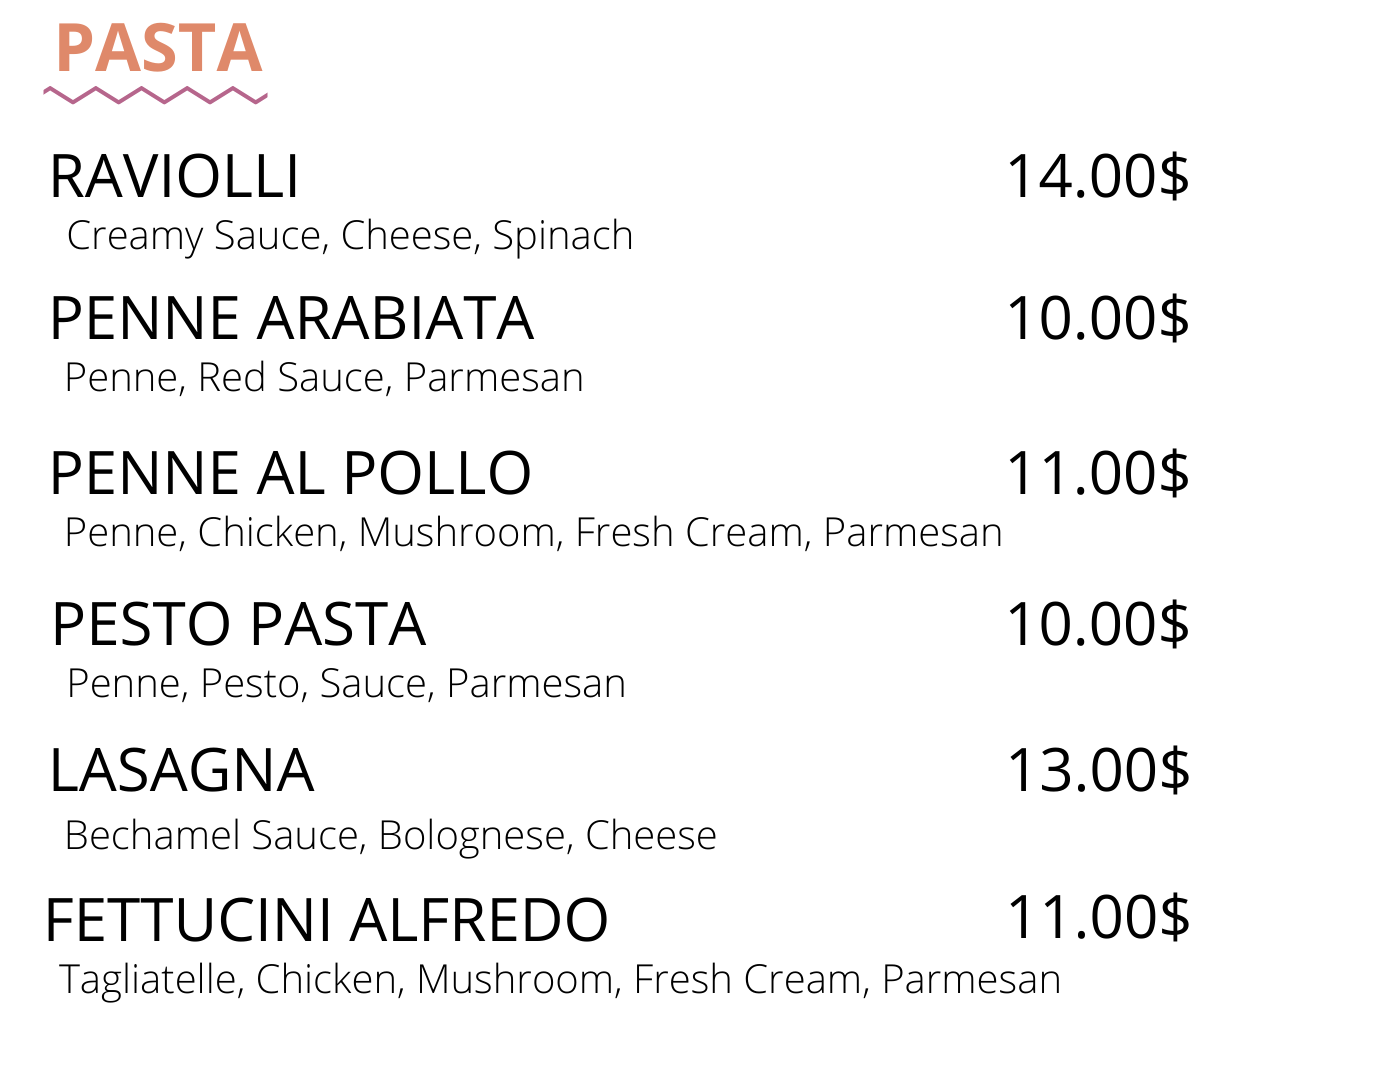 PASTA
RAVIOLLI 14.00$
Creamy Sauce, Cheese, Spinach
PENNE ARABIATA 10.00$
Penne, Red Sauce, Parmesan
PENNE AL POLLO 11.00$
Penne, Chicken, Mushroom, Fresh Cream, Parmesan
PESTO PASTA 10.00$
Penne, Pesto, Sauce, Parmesan
LASAGNA 13.00$
Bechamel Sauce, Bolognese, Cheese
FETTUCINI ALFREDO 11.00$
Tagliatelle, Chicken, Mushroom, Fresh Cream, Parmesan